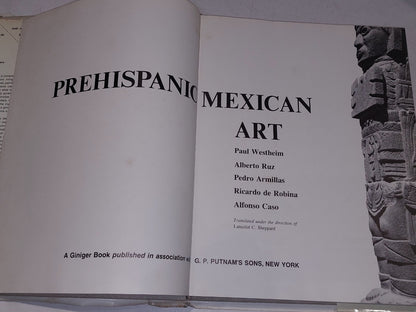 PREHISPANIC MEXICAN
ART
Paul Westheim
Alberto Ruz
Pedro Armillas
Ricardo de Robina
Alfonso Caso
Translated under the direction of
Lancelot C. Sheppard
A Giniger Book published in association G. P. PUTNAM'S SONS, NEW YORK